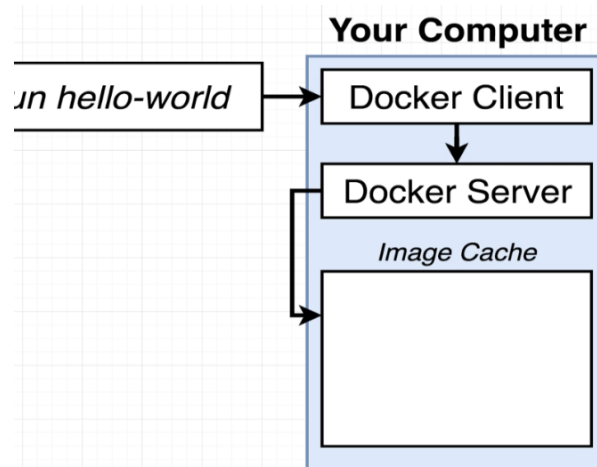 Your Computer
un hello-world
Docker Client
Docker Server
Image Cache